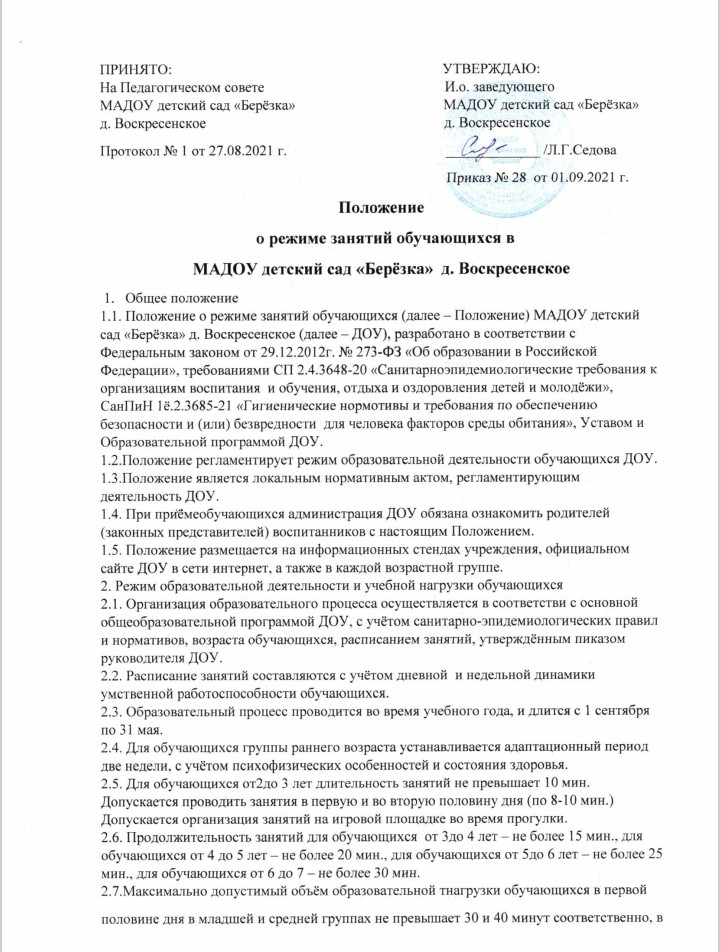 ПРИНЯТО:
На Педагогическом совете
МАДОУ детский сад «Берёзка»
д. Воскресенское
Протокол № 1 от 27.08.2021 г.
УТВЕРЖДАЮ:
И.о. заведующего
МАДОУ детский сад «Берёзка»
д. Воскресенское
/Л.Г.Седова
Приказ № 28 от 01.09.2021 г.
Положение
о режиме занятий обучающихся в
МАДОУ детский сад «Берёзка» д. Воскресенское
1. Общее положение
1.1. Положение о режиме занятий обучающихся (далее – Положение) МАДОУ детский
сад «Берёзка» д. Воскресенское (далее – ДОУ), разработано в соответствии с
Федеральным законом от 29.12.2012г. № 273-ФЗ «Об образовании в Российской
Федерации», требованиями СП 2.4.3648-20 «Санитарноэпидемиологические требования к
организациям воспитания и обучения, отдыха и оздоровления детей и молодёжи»,
СанПиН 1ё.2.3685-21 «Гигиенические нормотивы и требования по обеспечению
безопасности и (или) безвредности для человека факторов среды обитания», Уставом и
Образовательной программой ДОУ.
1.2.Положение регламентирует режим образовательной деятельности обучающихся ДОУ.
1.3.Положение является локальным нормативным актом, регламентирующим
деятельность ДОУ.
1.4. При приёмеобучающихся администрация ДОУ обязана ознакомить родителей
(законных представителей) воспитанников с настоящим Положением.
1.5. Положение размещается на информационных стендах учреждения, официальном
сайте ДОУ в сети интернет, а также в каждой возрастной группе.
2. Режим образовательной деятельности и учебной нагрузки обучающихся
2.1. Организация образовательного процесса осуществляется в соответстви с основной
общеобразовательной программой ДОУ, с учётом санитарно-эпидемиологических правил
и нормативов, возраста обучающихся, расписанием занятий, утверждённым пиказом
руководителя ДОУ.
2.2. Расписание занятий составляются с учётом дневной и недельной динамики
умственной работоспособности обучающихся.
2.3. Образовательный процесс проводится во время учебного года, и длится с 1 сентября
по 31 мая.
2.4. Для обучающихся группы раннего возраста устанавливается адаптационный период
две недели, с учётом психофизических особенностей и состояния здоровья.
2.5. Для обучающихся от2до 3 лет длительность занятий не превышает 10 мин.
Допускается проводить занятия в первую и во вторую половину дня (по 8-10 мин.)
Допускается организация занятий на игровой площадке во время прогулки.
2.6. Продолжительность занятий для обучающихся от 3до 4 лет – не более 15 мин., для
обучающихся от 4 до 5 лет – не более 20 мин., для обучающихся от 5до 6 лет – не более 25
мин., для обучающихся от 6 до 7 – не более 30 мин.
2.7.Максимально допустимый объём образовательной тнагрузки обучающихся в первой
половине дня в младшей и средней группах не превышает 30 и 40 минут соответственно, в